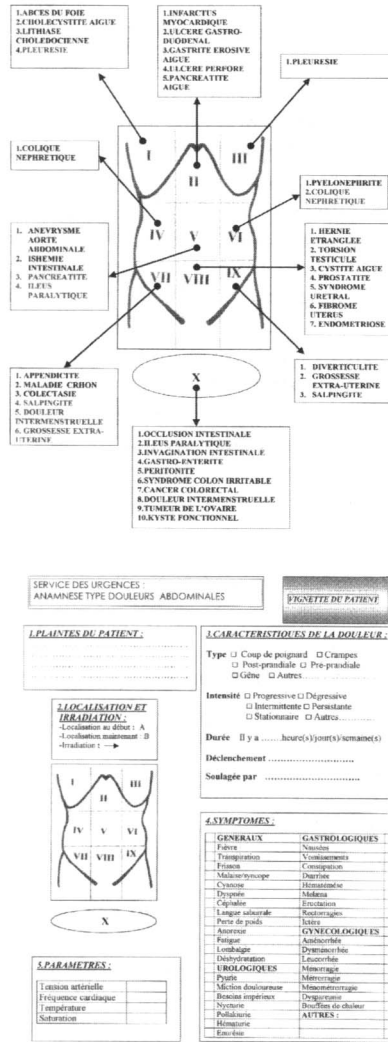 1.ABCES DU FOIE
2.CHOLECYSTITE AIGUE
3.LITHIASE
CHOLEDOCIENNE
4.PLEURESIE
1.INFARCTUS
MYOCARDIQUE
2.ULCERE GASTRO-
DUODENAL
3.GASTRITE EROSIVE
AIGUE
4.ULCERE PERFORE
5.PANCREATITE
AIGUE
1.PLEURESIE
I
II
III
1.COLIQUE
NEPHRETIQUE
1.PYELONEPHRITE
2.COLIQUE
NEPHRETIQUE
IV
V
VI
1. ANEVRYSME
AORTE
ABDOMINALE
2. ISHEMIE
INTESTINALE
3. PANCREATITE
4. ILEUS
PARALYTIQUE
1. HERNIE
ETRANGLEE
2. TORSION
TESTICULE
3. CYSTITE AIGUE
4. PROSTATITE
5. SYNDROME
URETRAL
6. FIBROME
UTERUS
7. ENDOMETRIOSE
VII
VIII
IX
1. APPENDICITE
2. MALADIE CRHON
3. COLECTASIE
4. SALPINGITE
5. DOULEUR
INTERMENSTRUELLE
6. GROSSESSE EXTRA-
UTERINE
1. DIVERTICULITE
2. GROSSESSE
EXTRA-UTERINE
3. SALPINGITE
X
1.OCCLUSION INTESTINALE
2.ILEUS PARALYTIQUE
3.INVAGINATION INTESTINALE
4.GASTRO-ENTERITE
5.PERITONITE
6.SYNDROME COLON IRRITABLE
7.CANCER COLORECTAL
8.DOULEUR INTERMENSTRUELLE
9.TUMEUR DE L'OVAIRE
10.KYSTE FONCTIONNEL
SERVICE DES URGENCES :
ANAMNESE TYPE DOULEURS ABDOMINALES
VIGNETTE DU PATIENT
1.PLAINTES DU PATIENT :
2.LOCALISATION ET
IRRADIATION :
-Localisation au début : A
-Localisation maintenant : B
-Irradiation : →
I
II
III
IV V VI
VII VIII IX
X
3.CARACTERISTIQUES DE LA DOULEUR :
Type □ Coup de poignard □ Crampes
□ Post-prandiale □ Pre-prandiale
□ Gêne □ Autres............
Intensité □ Progressive □ Dégressive
□ Intermittente □ Persistante
□ Stationnaire □ Autres............
Durée Il y a .......heure(s)/jour(s)/semaine(s)
Déclenchement ........................
Soulagée par ........................
4.SYMPTOMES :
GENERAUX GASTROLOGIQUES
Fièvre Nausées
Transpiration Vomissements
Frisson Constipation
Malaise/syncope Diarrhée
Cyanose Hématémèse
Dyspnée Melæna
Céphalée Eructation
Langue saburrale Rectorragies
Perte de poids Ictère
Anorexie GYNECOLOGIQUES
Fatigue Aménorrhée
Lombalgie Dysménorrhée
Déshydratation Leucorrhée
UROLOGIQUES Ménorragie
Pyurie Métrorragie
Miction douloureuse Ménométrorragie
Besoins impérieux Dyspareunie
Nycturie Bouffées de chaleur
Pollakiurie AUTRES :
Hématurie
Enurésie
5.PARAMETRES :
Tension artérielle
Fréquence cardiaque
Température
Saturation